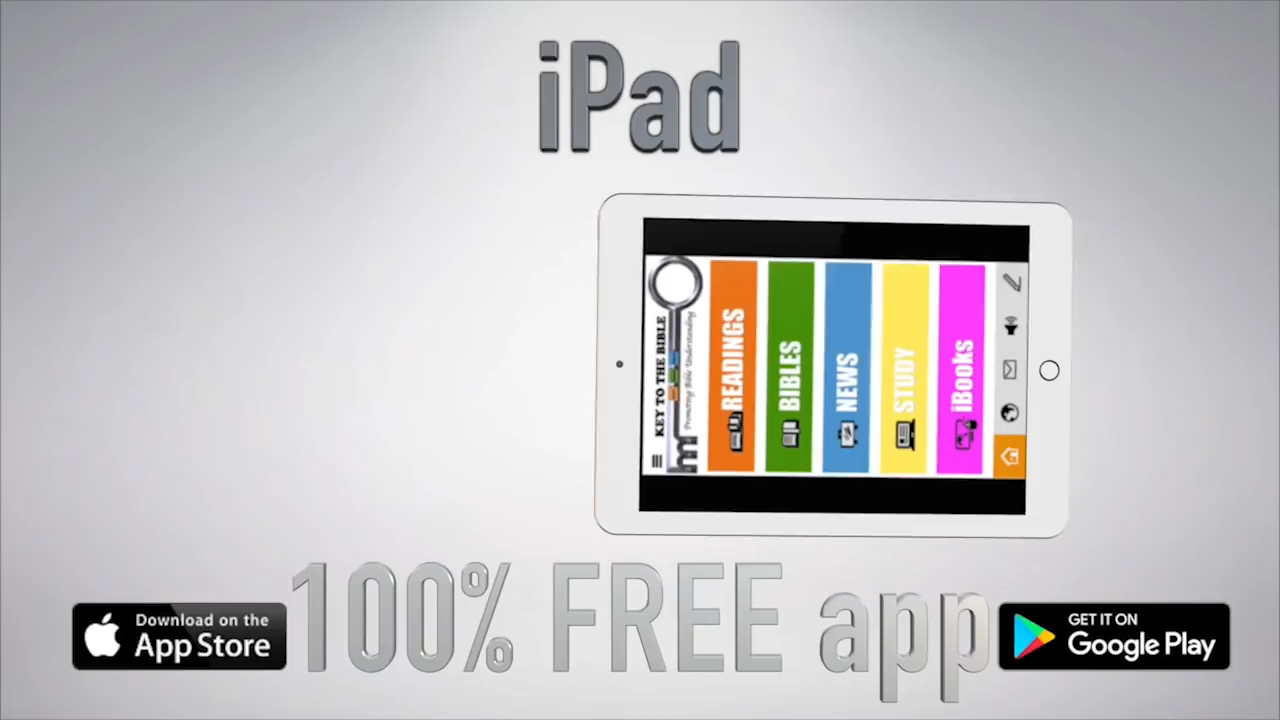 iPad
KEY TO THE BIBLE
Promoting Bible Understanding
READINGS
BIBLES
NEWS
STUDY
iBooks
100% FREE app
Download on the
App Store
GET IT ON
Google Play